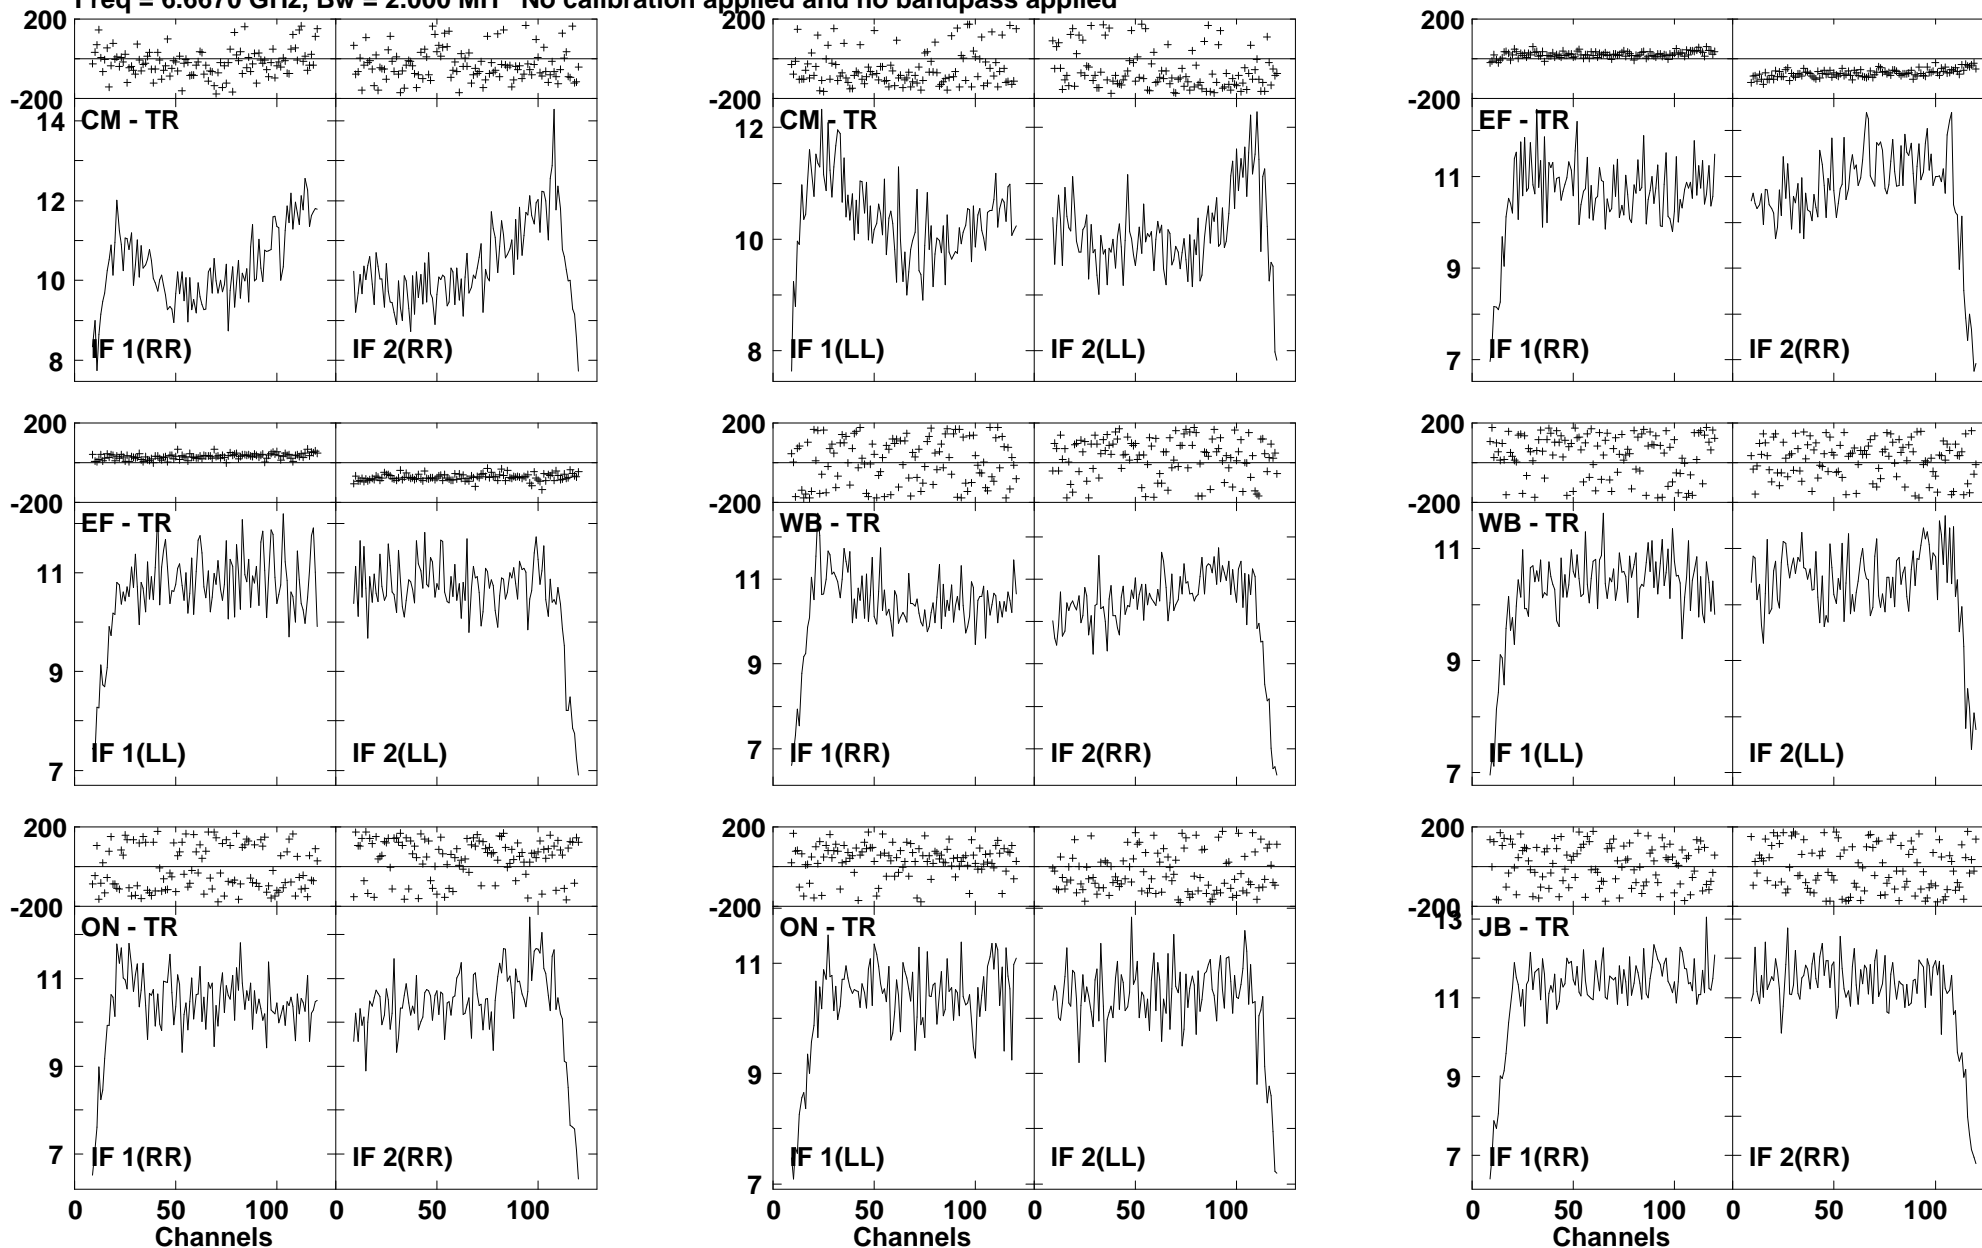 Freq = 6.6670 GHz, Bw = 2.000 MH No calibration applied and no bandpass applied
200
-200
14
12
10
8
CM - TR
IF 1(RR)
IF 2(RR)
200
-200
12
10
8
CM - TR
IF 1(LL)
IF 2(LL)
200
-200
11
9
7
EF - TR
IF 1(RR)
IF 2(RR)
200
-200
11
9
7
EF - TR
IF 1(LL)
IF 2(LL)
200
-200
11
9
7
WB - TR
IF 1(RR)
IF 2(RR)
200
-200
11
9
7
WB - TR
IF 1(LL)
IF 2(LL)
200
-200
11
9
7
ON - TR
IF 1(RR)
IF 2(RR)
0 50 100 0 50 100
Channels
200
-200
11
9
7
ON - TR
IF 1(LL)
IF 2(LL)
0 50 100 0 50 100
Channels
200
-200
13
11
9
7
JB - TR
IF 1(RR)
IF 2(RR)
0 50 100 0 50 100
Channels